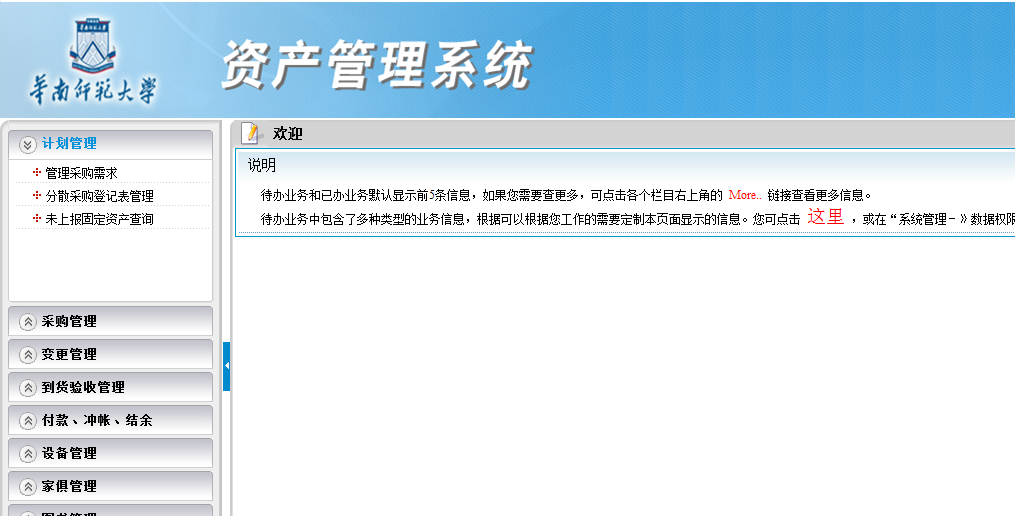 华南师范大学
華南师範大學
资产管理系统
计划管理
管理采购需求
分散采购登记表管理
未上报固定资产查询
采购管理
变更管理
到货验收管理
付款、冲帐、结余
设备管理
家俱管理
欢迎
说明
待办业务和已办业务默认显示前5条信息，如果您需要查更多，可点击各个栏目右上角的 More.. 链接查看更多信息。
待办业务中包含了多种类型的业务信息，根据可以根据您工作的需要定制本页面显示的信息。您可点击 这里 ，或在“系统管理－》数据权限